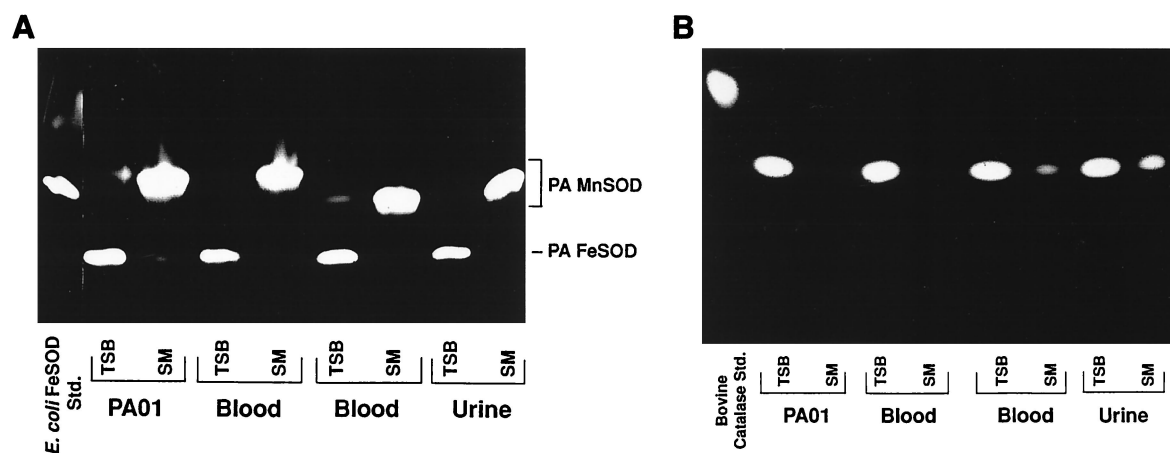 A
B
PA MnSOD
PA FeSOD
E. coli FeSOD
Std.
TSB
SM
TSB
SM
TSB
SM
TSB
SM
PA01
Blood
Blood
Urine
Bovine
Catalase Std.
TSB
SM
TSB
SM
TSB
SM
TSB
SM
PA01
Blood
Blood
Urine